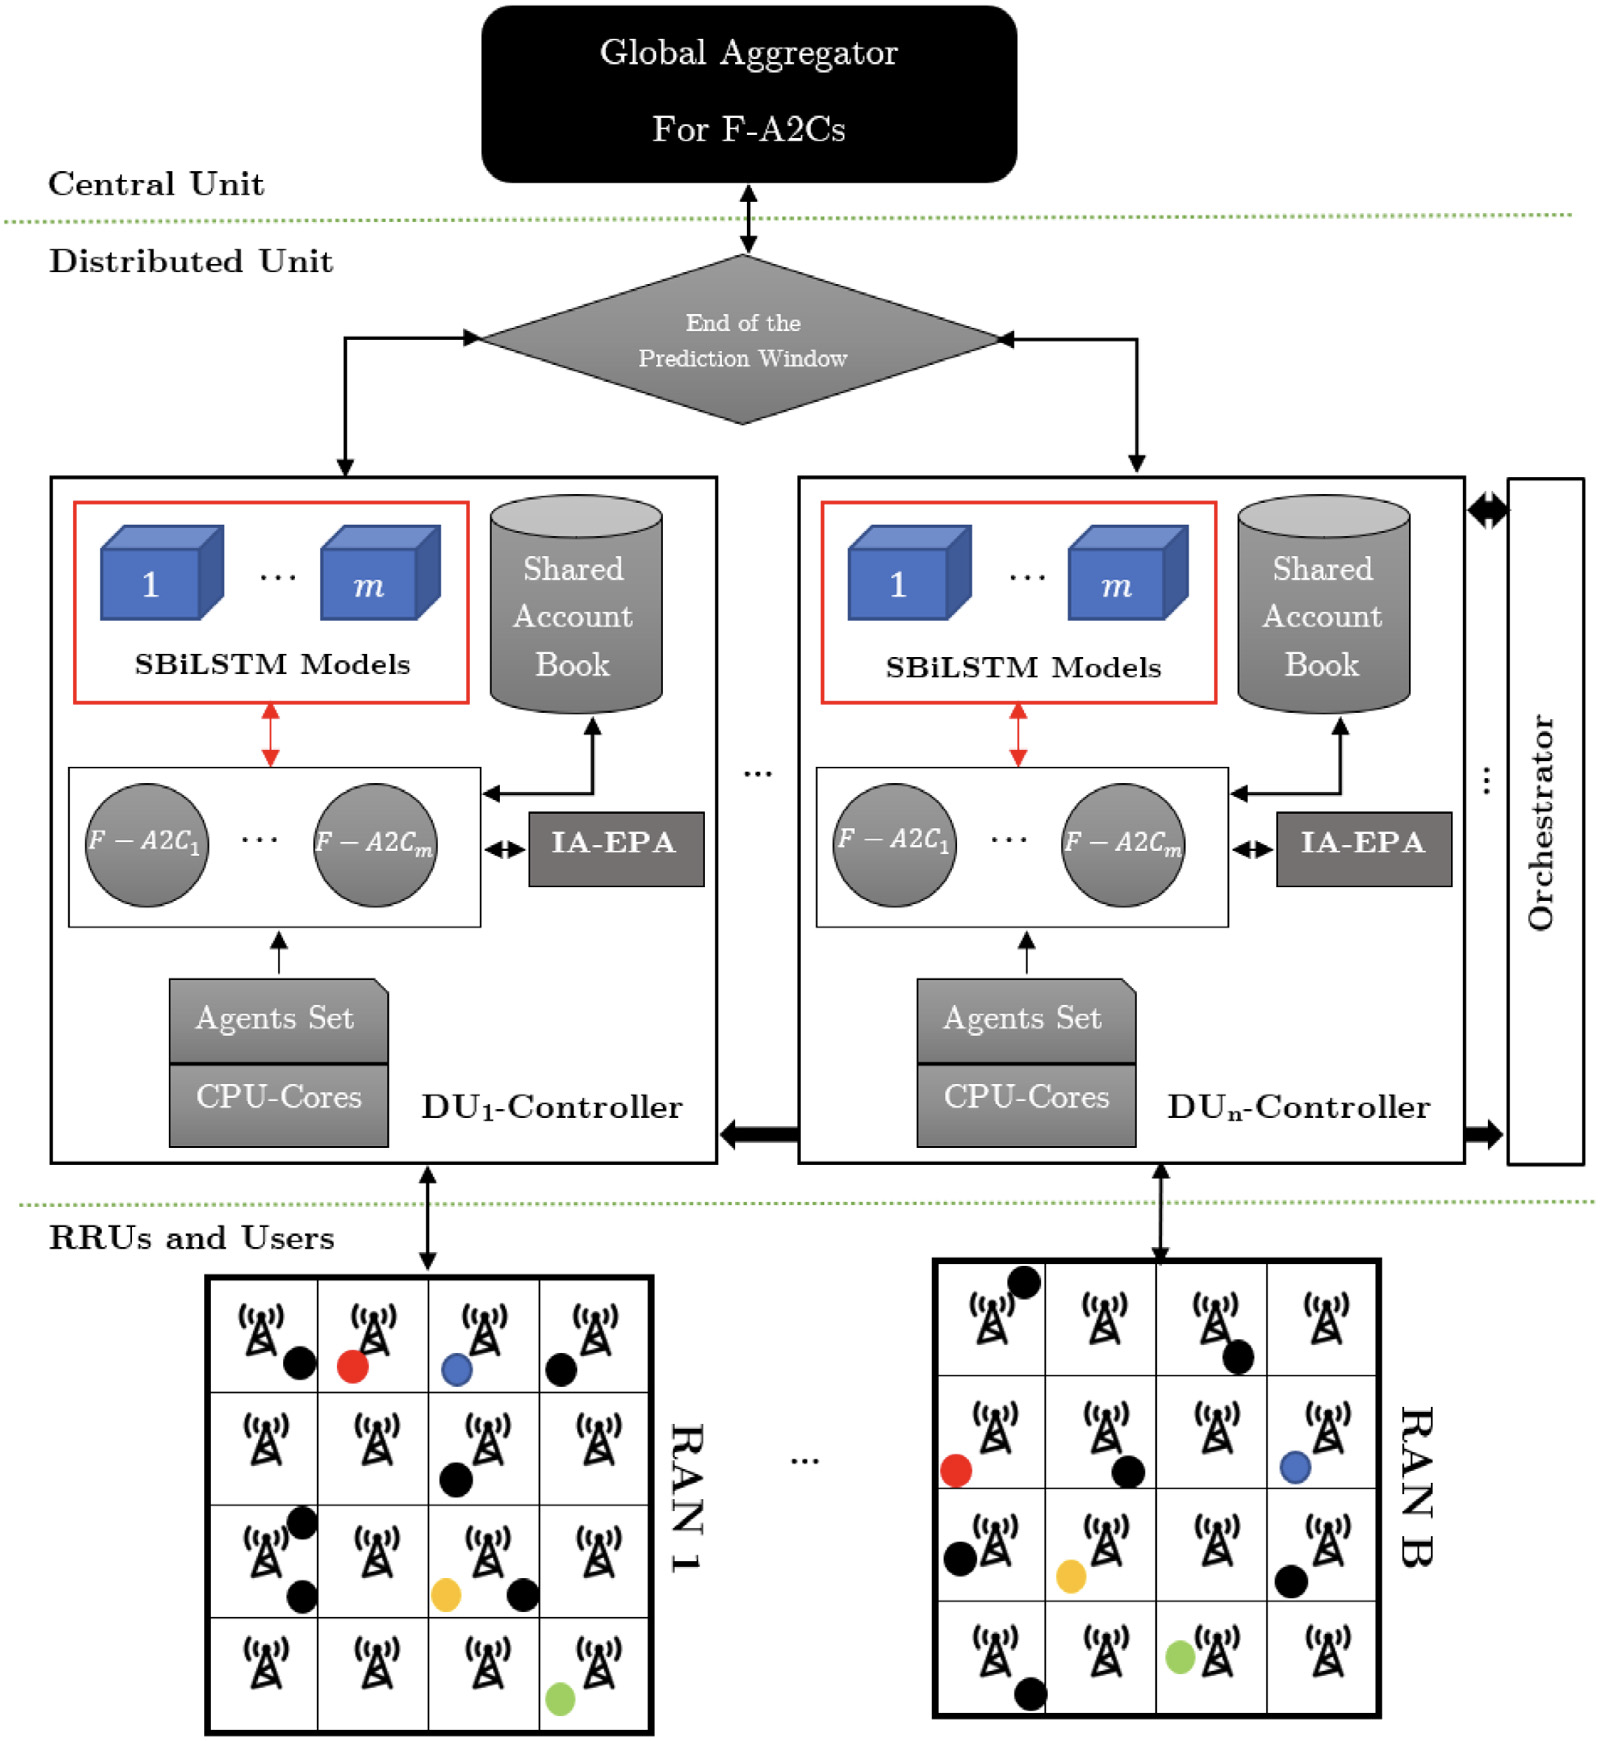 Global Aggregator
For F-A2Cs
Central Unit
Distributed Unit
End of the
Prediction Window
1 ... m
SBiLSTM Models
Shared
Account
Book
F − A2C₁ ... F − A2Cₘ
IA-EPA
Agents Set
CPU-Cores
DU₁-Controller
...
1 ... m
SBiLSTM Models
Shared
Account
Book
F − A2C₁ ... F − A2Cₘ
IA-EPA
Agents Set
CPU-Cores
DUₙ-Controller
...
Orchestrator
RRUs and Users
RAN 1
...
RAN B